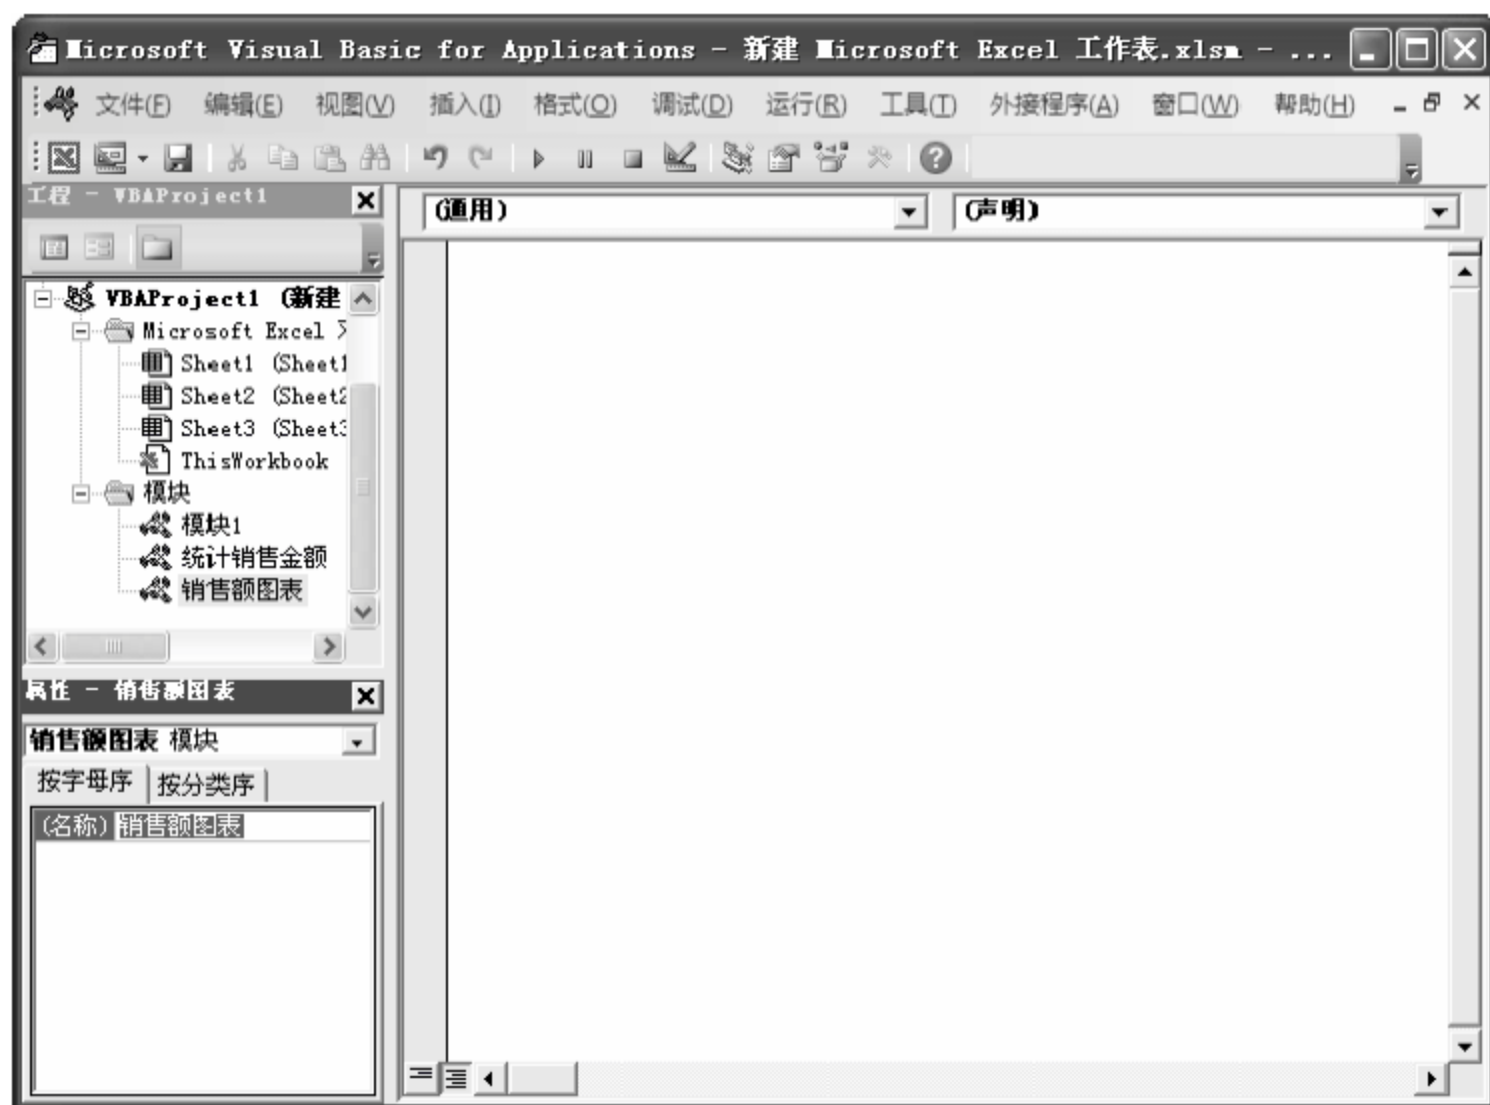 Microsoft Visual Basic for Applications - 新建 Microsoft Excel 工作表.xlsm - ...
文件(F) 编辑(E) 视图(V) 插入(I) 格式(O) 调试(D) 运行(R) 工具(T) 外接程序(A) 窗口(W) 帮助(H)
工程 - VBAProject1
(通用) (声明)
VBAProject1 (新建
Microsoft Excel
Sheet1 (Sheet1
Sheet2 (Sheet2
Sheet3 (Sheet3
ThisWorkbook
模块
模块1
统计销售金额
销售额图表
属性 - 销售额图表
销售额图表 模块
按字母序 按分类序
(名称) 销售额图表